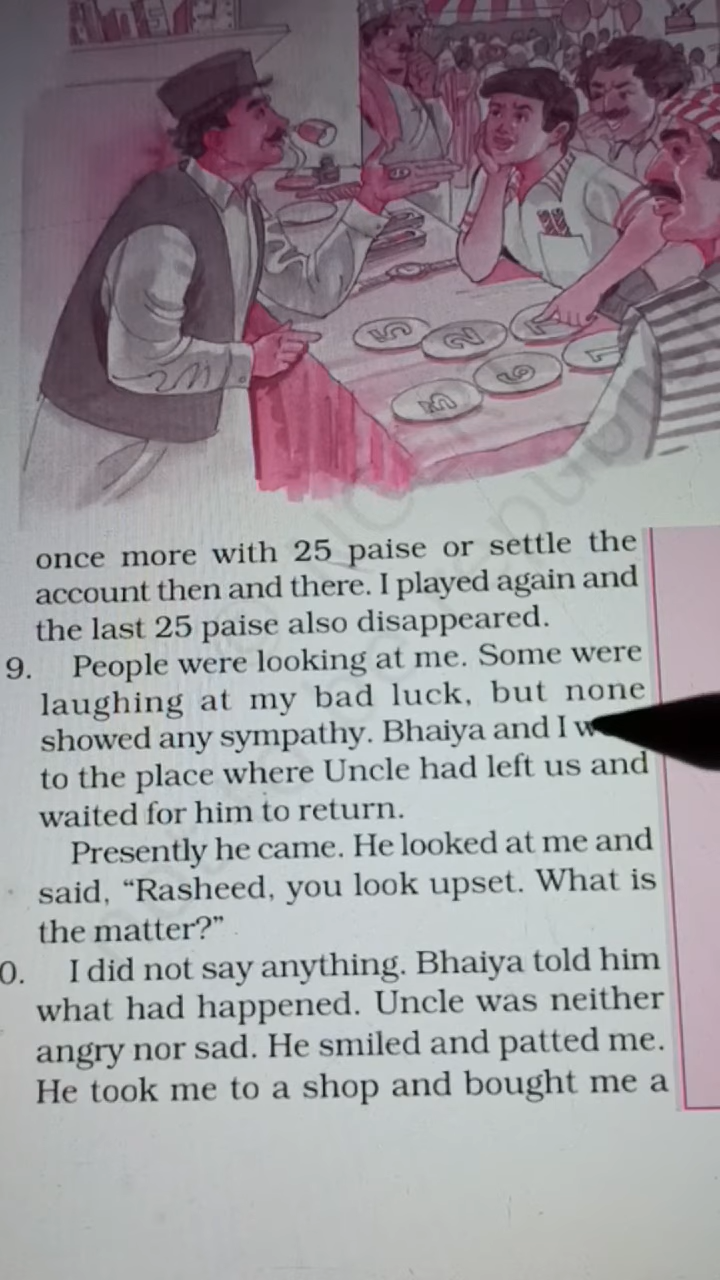 5
2
1
3
6
once more with 25 paise or settle the
account then and there. I played again and
the last 25 paise also disappeared.
9. People were looking at me. Some were
laughing at my bad luck, but none
showed any sympathy. Bhaiya and I
to the place where Uncle had left us and
waited for him to return.
Presently he came. He looked at me and
said, “Rasheed, you look upset. What is
the matter?”
0. I did not say anything. Bhaiya told him
what had happened. Uncle was neither
angry nor sad. He smiled and patted me.
He took me to a shop and bought me a